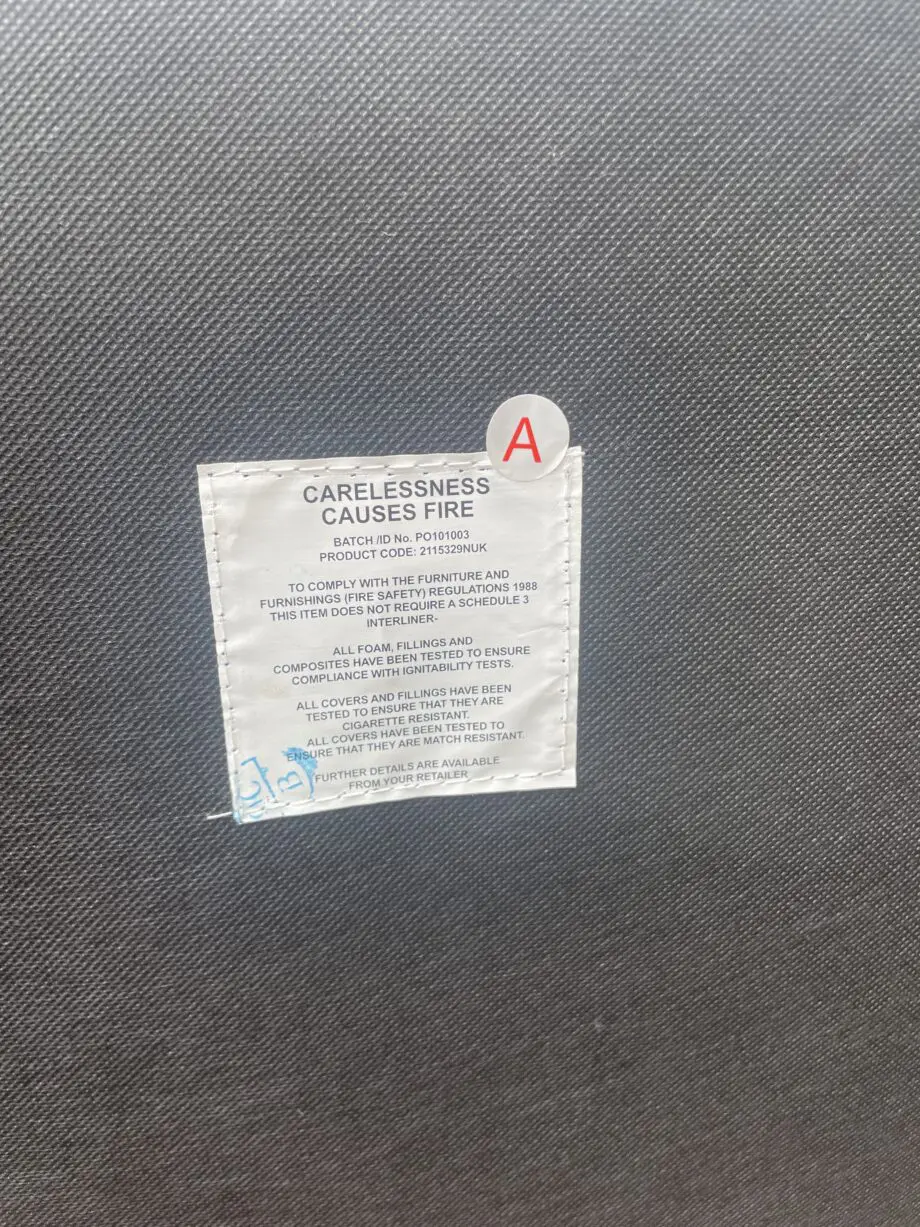 A
CARELESSNESS
CAUSES FIRE
BATCH /ID No. PO101003
PRODUCT CODE: 2115329NUK
TO COMPLY WITH THE FURNITURE AND
FURNISHINGS (FIRE SAFETY) REGULATIONS 1988
THIS ITEM DOES NOT REQUIRE A SCHEDULE 3
INTERLINER-
ALL FOAM, FILLINGS AND
COMPOSITES HAVE BEEN TESTED TO ENSURE
COMPLIANCE WITH IGNITABILITY TESTS.
ALL COVERS AND FILLINGS HAVE BEEN
TESTED TO ENSURE THAT THEY ARE
CIGARETTE RESISTANT.
ALL COVERS HAVE BEEN TESTED TO
ENSURE THAT THEY ARE MATCH RESISTANT.
FURTHER DETAILS ARE AVAILABLE
FROM YOUR RETAILER